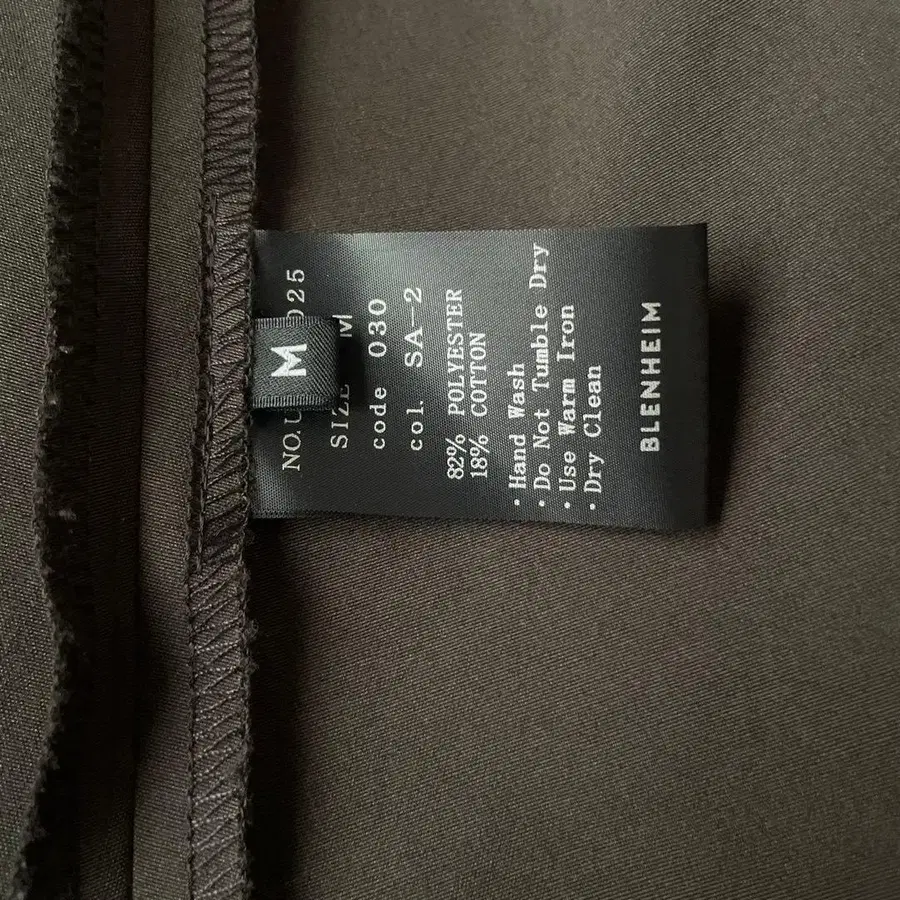 M
025
SIZE M
code 030
col. SA-2
82% POLYESTER
18% COTTON
· Hand Wash
· Do Not Tumble Dry
· Use Warm Iron
· Dry Clean
BLENHEIM